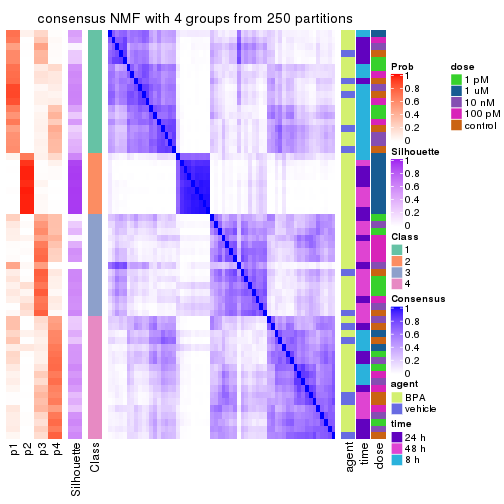 consensus NMF with 4 groups from 250 partitions
Prob
1
0.8
0.6
0.4
0.2
0
Silhouette
1
0.8
0.6
0.4
0.2
0
Class
1
2
3
4
Consensus
1
0.8
0.6
0.4
0.2
0
agent
BPA
vehicle
time
24 h
48 h
8 h
dose
1 pM
1 uM
10 nM
100 pM
control
p1
p2
p3
p4
Silhouette
Class
agent
time
dose